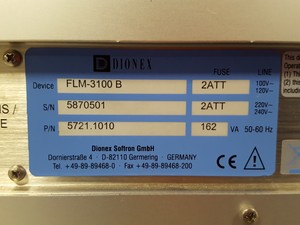 DIONEX
FUSE LINE
Device FLM-3100 B 2ATT 100V~
120V~
S/N 5870501 2ATT 220V~
240V~
P/N 5721.1010 162 VA 50-60 Hz
Dionex Softron GmbH
Dornierstraße 4 · D-82110 Germering · GERMANY
Tel +49-89-89468-0 · Fax +49-89-89468-200
CE